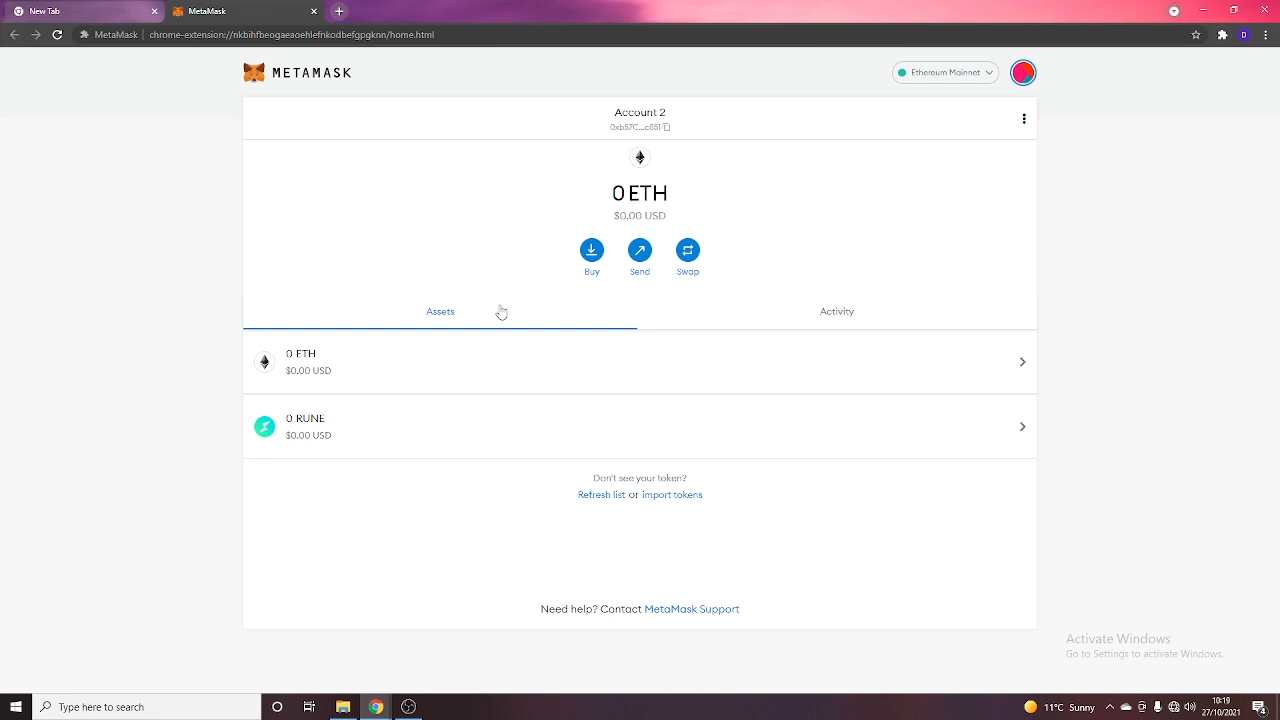 New Tab
MetaMask
MetaMask
chrome-extension://nkbihfbeogaeaoehlefnkodbefgpgknn/home.html
D
METAMASK
Ethereum Mainnet
Account 2
0xb57C...c851
0 ETH
$0.00 USD
Buy
Send
Swap
Assets
Activity
0 ETH
$0.00 USD
0 RUNE
$0.00 USD
Don't see your token?
Refresh list or import tokens
Need help? Contact MetaMask Support
Activate Windows
Go to Settings to activate Windows.
Type here to search
11°C Sunny
10:19
27/10/2021